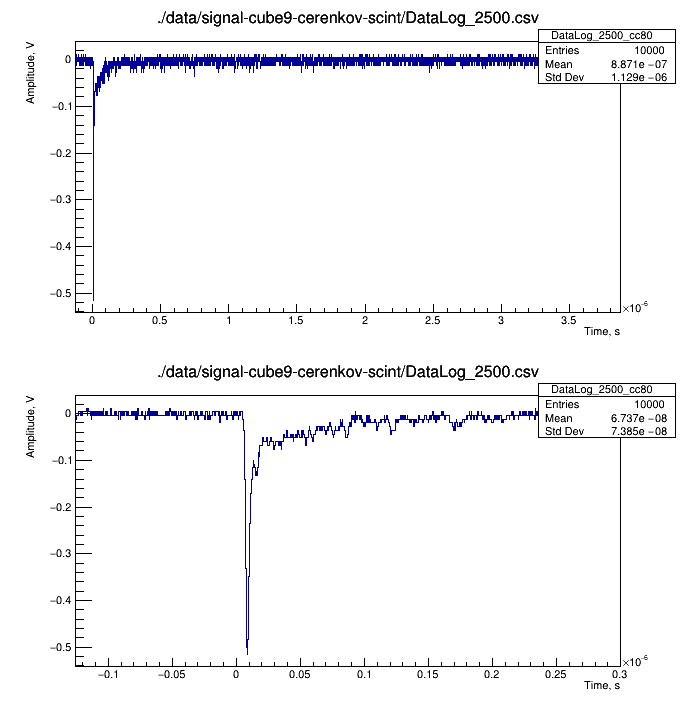 ./data/signal-cube9-cerenkov-scint/DataLog_2500.csv
DataLog_2500_cc80
Entries 10000
Mean 8.871e −07
Std Dev 1.129e −06
Amplitude, V
0
−0.1
−0.2
−0.3
−0.4
−0.5
0 0.5 1 1.5 2 2.5 3 3.5
×10⁻⁶
Time, s
./data/signal-cube9-cerenkov-scint/DataLog_2500.csv
DataLog_2500_cc80
Entries 10000
Mean 6.737e −08
Std Dev 7.385e −08
Amplitude, V
0
−0.1
−0.2
−0.3
−0.4
−0.5
−0.1 −0.05 0 0.05 0.1 0.15 0.2 0.25 0.3
×10⁻⁶
Time, s